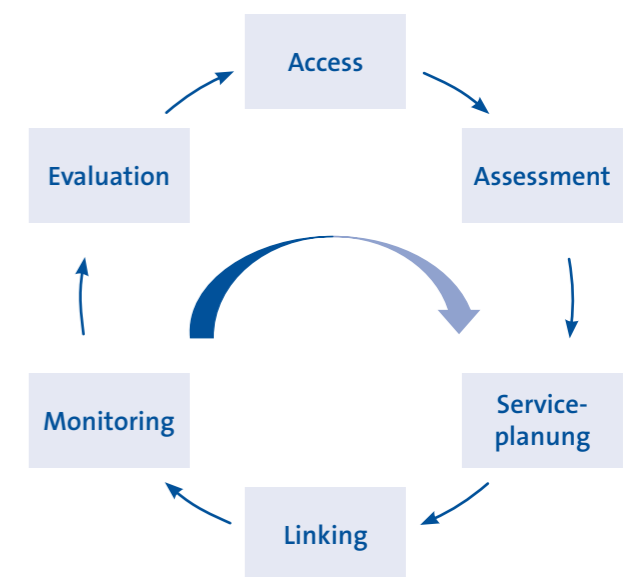 Access
Assessment
Service-
planung
Linking
Monitoring
Evaluation